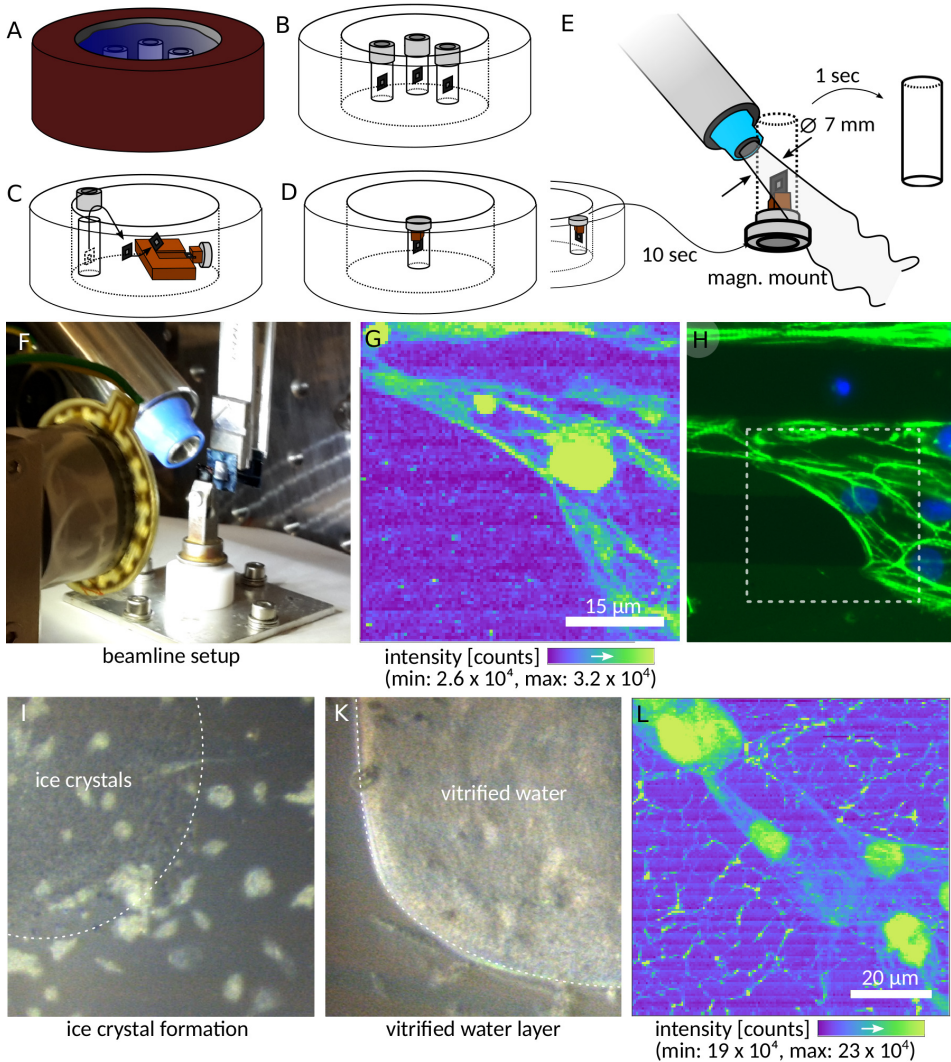 A
B
E
1 sec
∅ 7 mm
C
D
10 sec
magn. mount
F
G
H
15 µm
beamline setup
intensity [counts]
(min: 2.6 x 10⁴, max: 3.2 x 10⁴)
I
K
L
ice crystals
vitrified water
20 µm
ice crystal formation
vitrified water layer
intensity [counts]
(min: 19 x 10⁴, max: 23 x 10⁴)